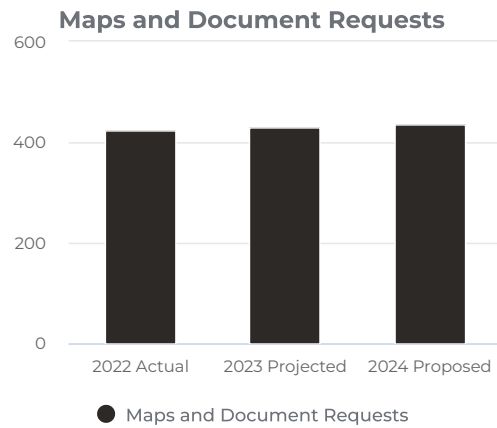 Maps and Document Requests
600
400
200
0
2022 Actual 2023 Projected 2024 Proposed
Maps and Document Requests